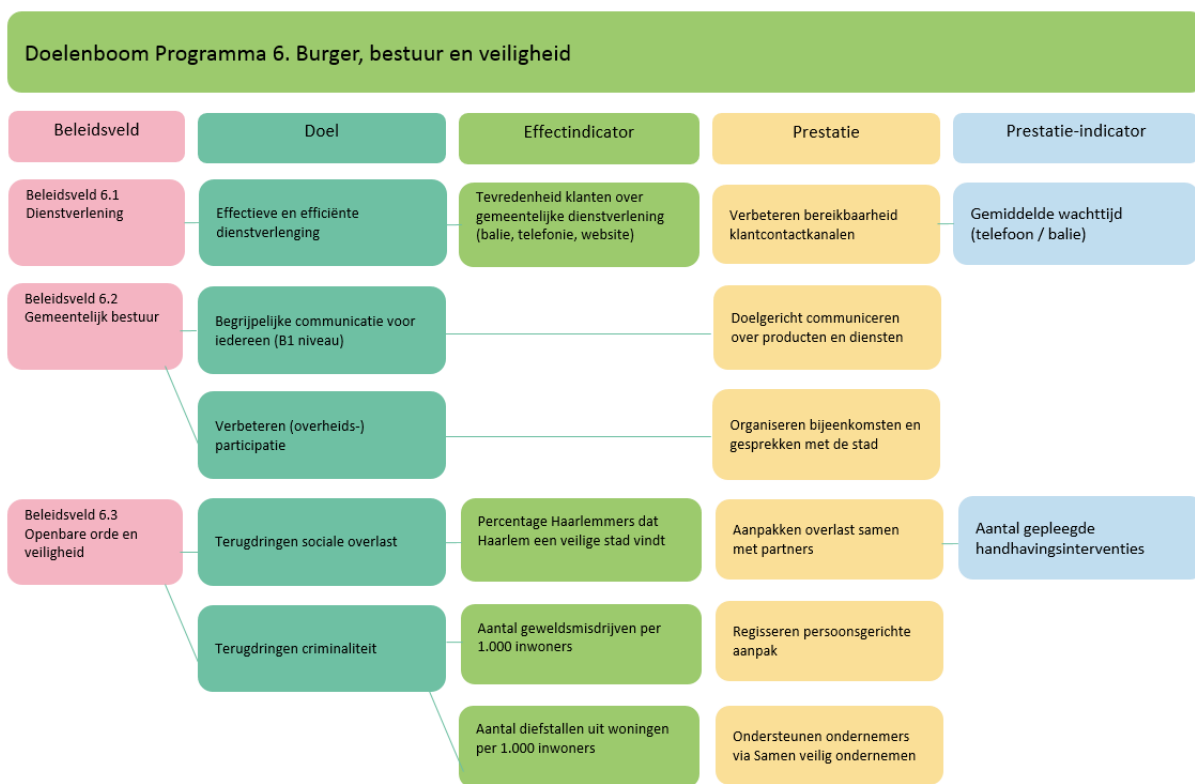 Doelenboom Programma 6. Burger, bestuur en veiligheid
Beleidsveld
Doel
Effectindicator
Prestatie
Prestatie-indicator
Beleidsveld 6.1
Dienstverlening
Effectieve en efficiënte
dienstverlenging
Tevredenheid klanten over
gemeentelijke dienstverlening
(balie, telefonie, website)
Verbeteren bereikbaarheid
klantcontactkanalen
Gemiddelde wachttijd
(telefoon / balie)
Beleidsveld 6.2
Gemeentelijk bestuur
Begrijpelijke communicatie voor
iedereen (B1 niveau)
Doelgericht communiceren
over producten en diensten
Verbeteren (overheids-)
participatie
Organiseren bijeenkomsten en
gesprekken met de stad
Beleidsveld 6.3
Openbare orde en
veiligheid
Terugdringen sociale overlast
Percentage Haarlemmers dat
Haarlem een veilige stad vindt
Aanpakken overlast samen
met partners
Aantal gepleegde
handhavingsinterventies
Terugdringen criminaliteit
Aantal geweldsmisdrijven per
1.000 inwoners
Regisseren persoonsgerichte
aanpak
Aantal diefstallen uit woningen
per 1.000 inwoners
Ondersteunen ondernemers
via Samen veilig ondernemen